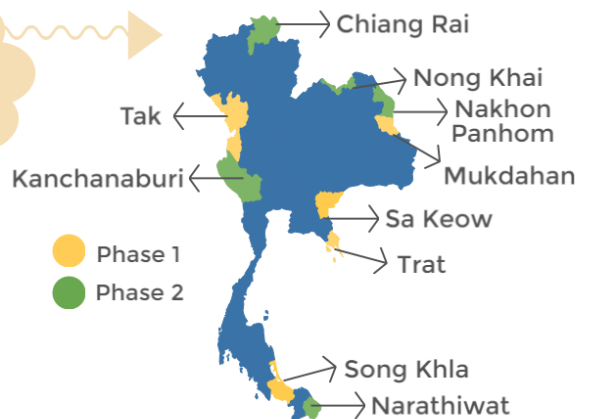 Chiang Rai
Nong Khai
Tak
Nakhon
Panhom
Mukdahan
Kanchanaburi
Sa Keow
Phase 1
Trat
Phase 2
Song Khla
Narathiwat